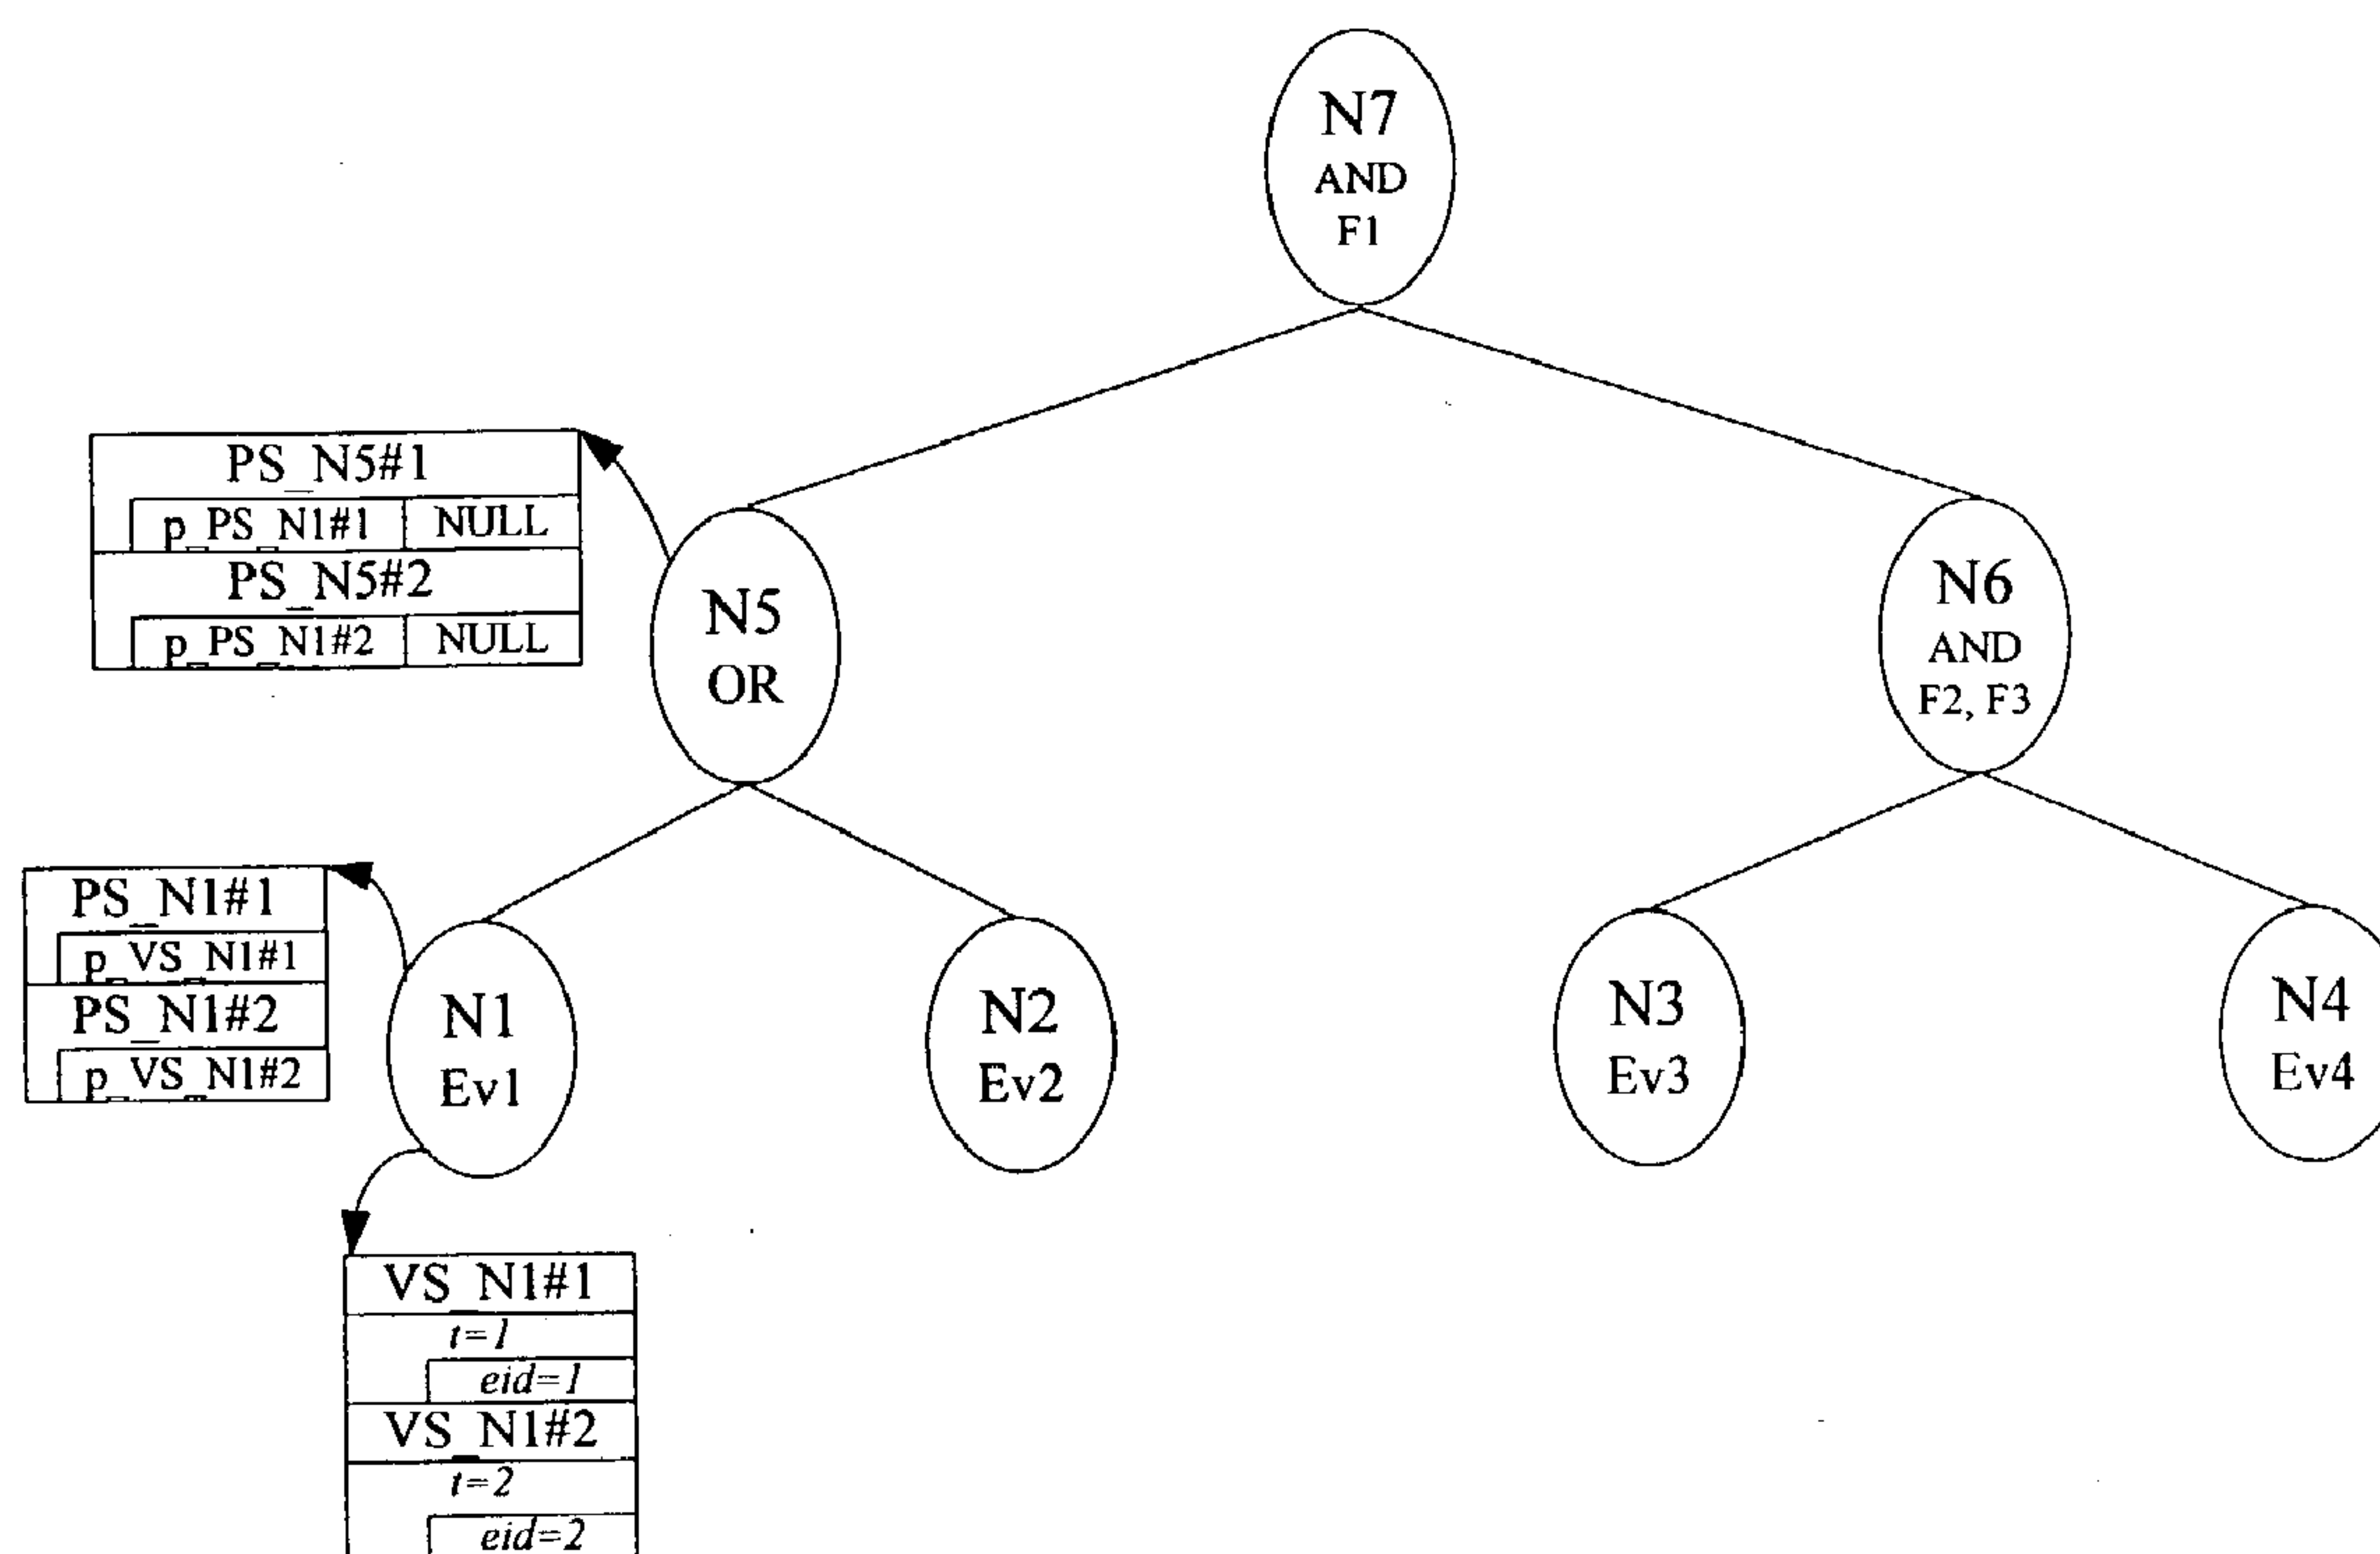 N7
AND
F1
PS_N5#1
p_PS_N1#1 NULL
PS_N5#2
p_PS_N1#2 NULL
N5
OR
N6
AND
F2, F3
PS_N1#1
p_VS_N1#1
PS_N1#2
p_VS_N1#2
N1
Ev1
N2
Ev2
N3
Ev3
N4
Ev4
VS_N1#1
t=1
eid=1
VS_N1#2
t=2
eid=2